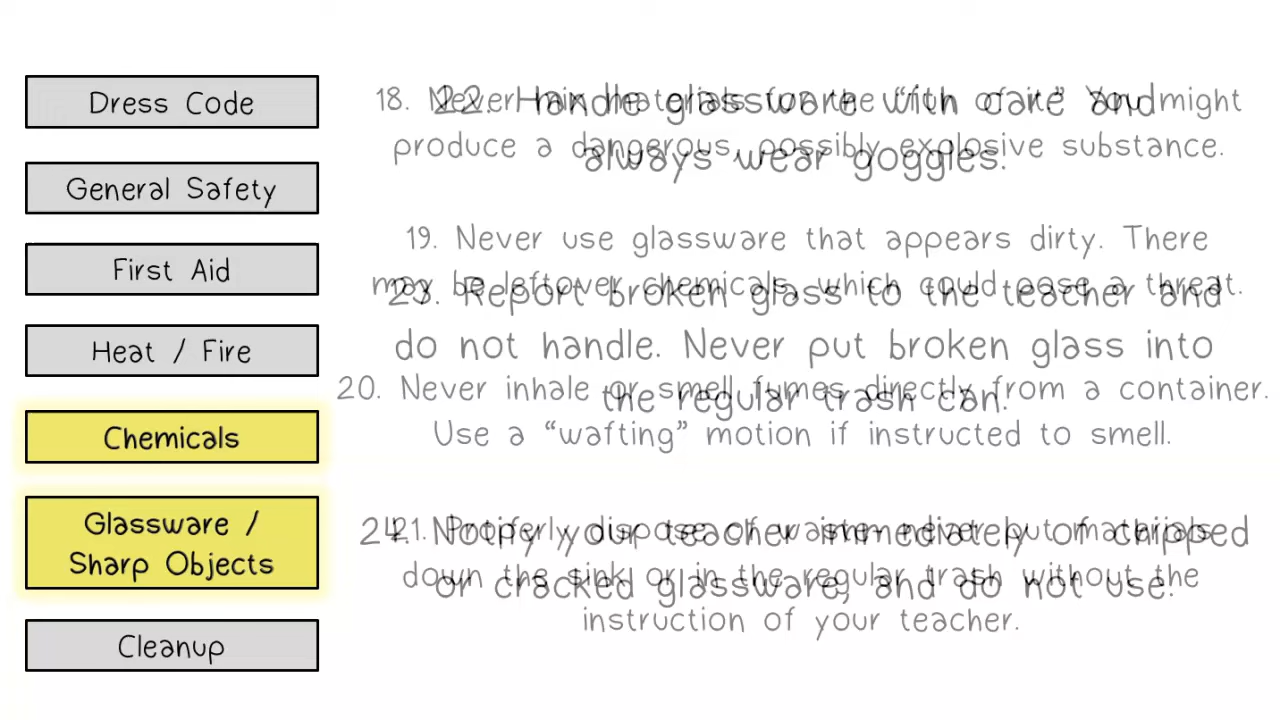 Dress Code
General Safety
First Aid
Heat / Fire
Chemicals
Glassware /
Sharp Objects
Cleanup
18. Never mix materials for the “fun of it.” You might
produce a dangerous, possibly explosive substance.
19. Never use glassware that appears dirty. There
may be leftover chemicals, which could pose a threat.
20. Never inhale or smell fumes directly from a container.
Use a “wafting” motion if instructed to smell.
21. Properly dispose of waste- never put materials
down the sink or in the regular trash without the
instruction of your teacher.
22. Handle glassware with care and
always wear goggles.
23. Report broken glass to the teacher and
do not handle. Never put broken glass into
the regular trash can.
24. Notify your teacher immediately of chipped
or cracked glassware, and do not use.